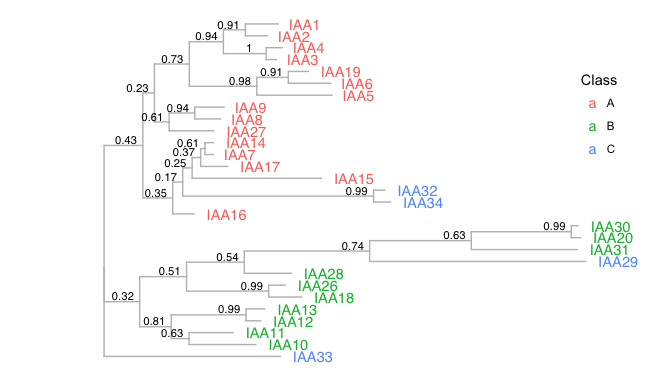 0.91 IAA1
IAA2
0.94
1 IAA4
IAA3
0.73
0.91 IAA19
0.98 IAA6
IAA5
0.23
0.94 IAA9
IAA8
0.61 IAA27
0.61 IAA14
0.37 IAA7
0.25 IAA17
0.17 IAA15
0.99 IAA32
IAA34
0.35 IAA16
0.43
0.99 IAA30
IAA20
0.63 IAA31
0.74 IAA29
0.54 IAA28
0.51
0.99 IAA26
IAA18
0.32
0.99 IAA13
IAA12
0.81
0.63 IAA11
IAA10
IAA33
Class
a A
a B
a C